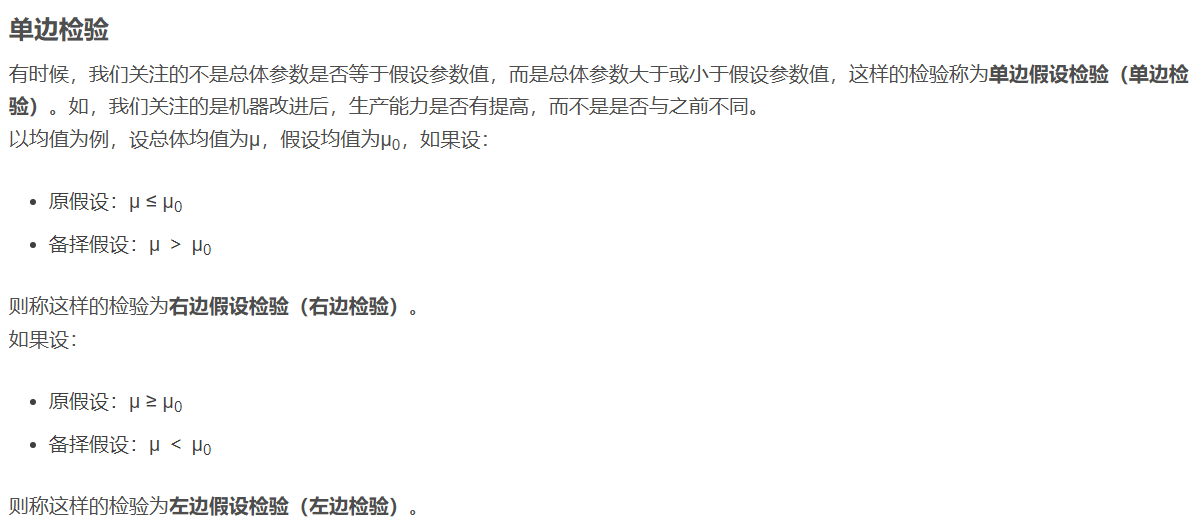 单边检验
有时候，我们关注的不是总体参数是否等于假设参数值，而是总体参数大于或小于假设参数值，这样的检验称为单边假设检验（单边检
验）。如，我们关注的是机器改进后，生产能力是否有提高，而不是是否与之前不同。
以均值为例，设总体均值为μ，假设均值为μ₀，如果设：
• 原假设：μ ≤ μ₀
• 备择假设：μ > μ₀
则称这样的检验为右边假设检验（右边检验）。
如果设：
• 原假设：μ ≥ μ₀
• 备择假设：μ < μ₀
则称这样的检验为左边假设检验（左边检验）。